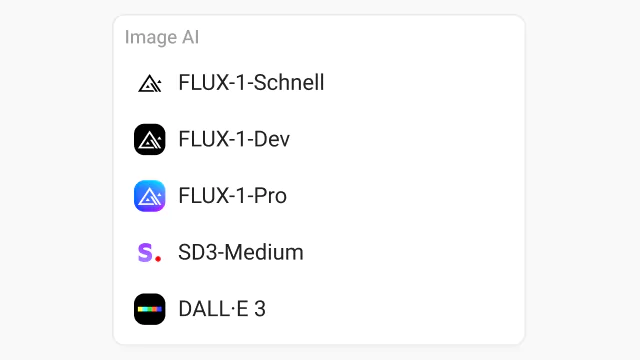 Image AI
FLUX-1-Schnell
FLUX-1-Dev
FLUX-1-Pro
S.
SD3-Medium
DALL·E 3